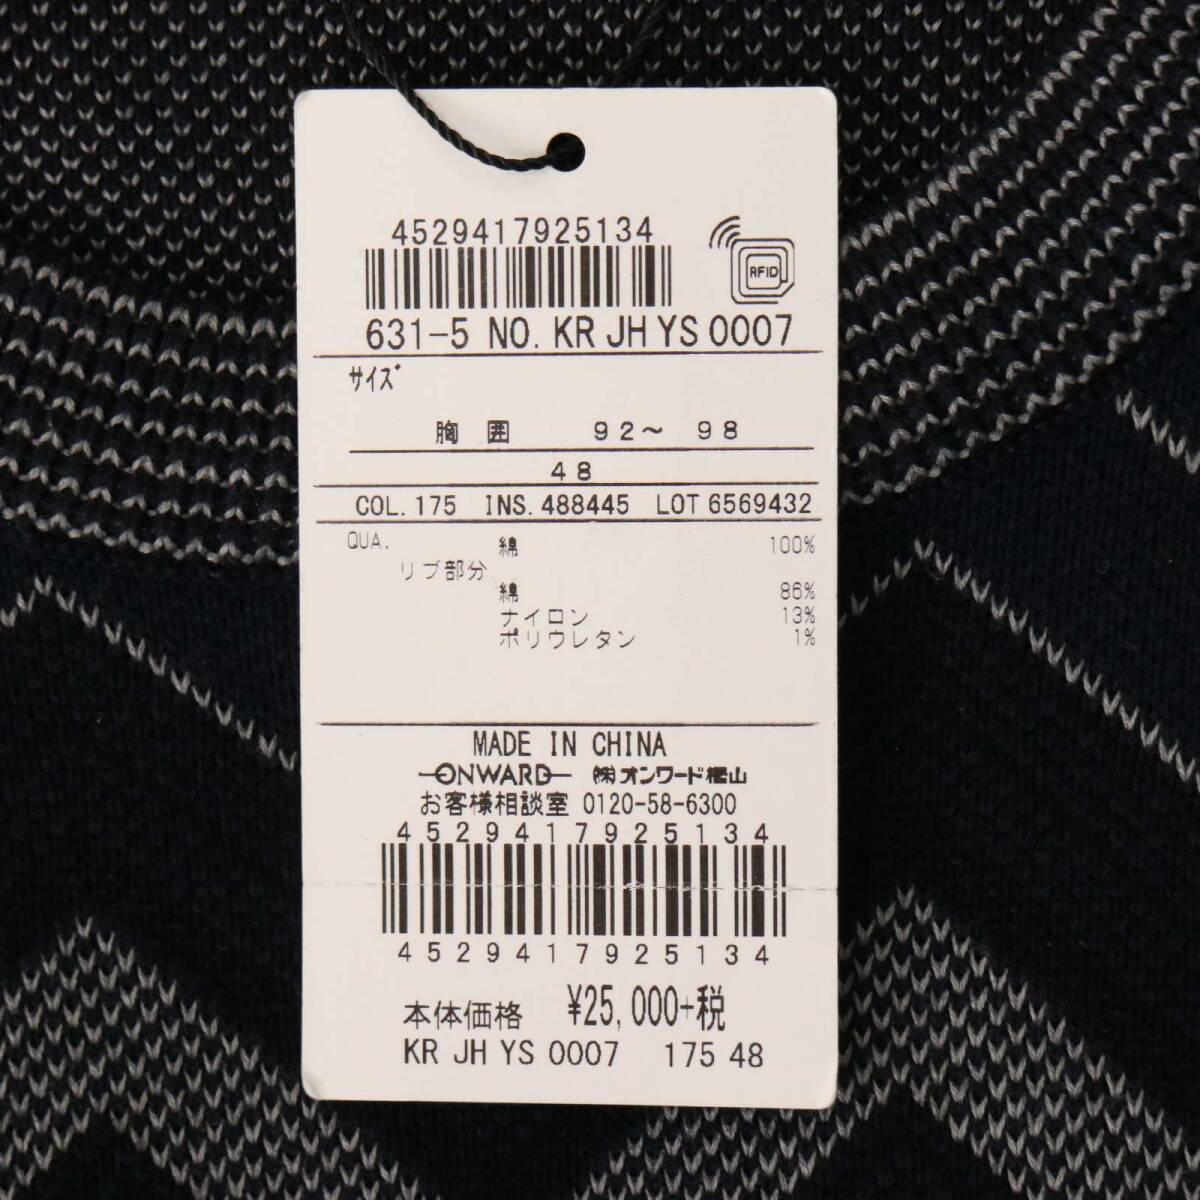 4529417925134
RFID
631-5 NO. KR JH YS 0007
サイズ
胸囲 92～ 98
48
COL. 175 INS. 488445 LOT 6569432
QUA. 綿 100%
リブ部分
綿 86%
ナイロン 13%
ポリウレタン 1%
MADE IN CHINA
ONWARD ㈱オンワード樫山
お客様相談室 0120-58-6300
4529417925134
4529417925134
本体価格 ¥25,000+税
KR JH YS 0007 175 48